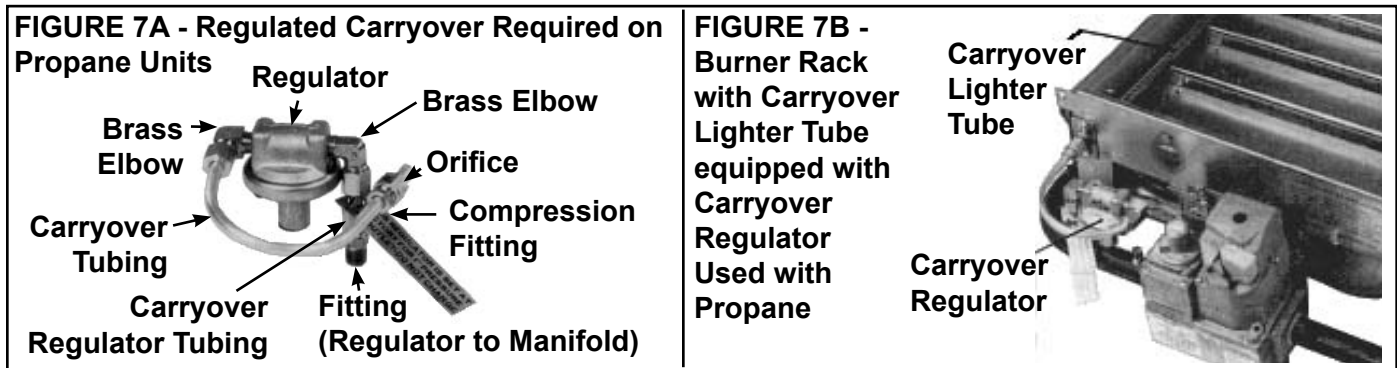 FIGURE 7A - Regulated Carryover Required on
Propane Units
Regulator
Brass Elbow
Brass
Elbow
Orifice
Compression
Fitting
Carryover
Tubing
Carryover
Regulator Tubing
Fitting
(Regulator to Manifold)
FIGURE 7B -
Burner Rack
with Carryover
Lighter Tube
equipped with
Carryover
Regulator
Used with
Propane
Carryover
Lighter
Tube
Carryover
Regulator